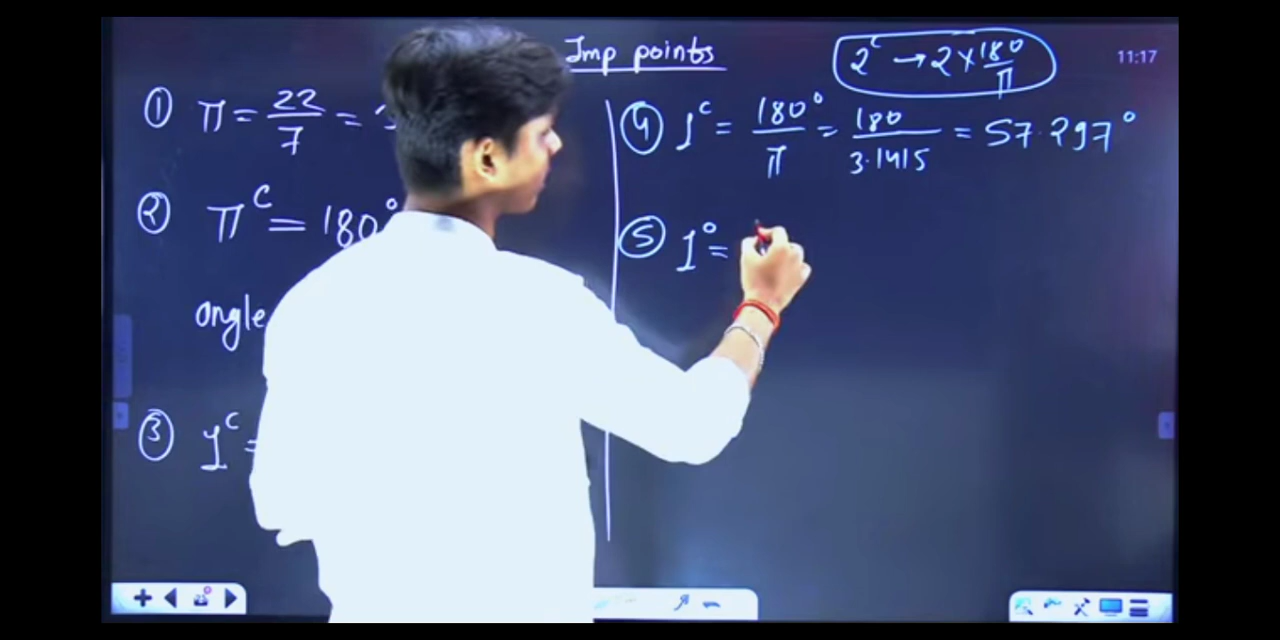 Imp points
① π = 22/7 =
② π^c = 180°
angle
③ 1^c =
2^c → 2 × 180/π
11:17
④ 1^c = 180°/π = 180/3.1415 = 57.297°
⑤ 1° =